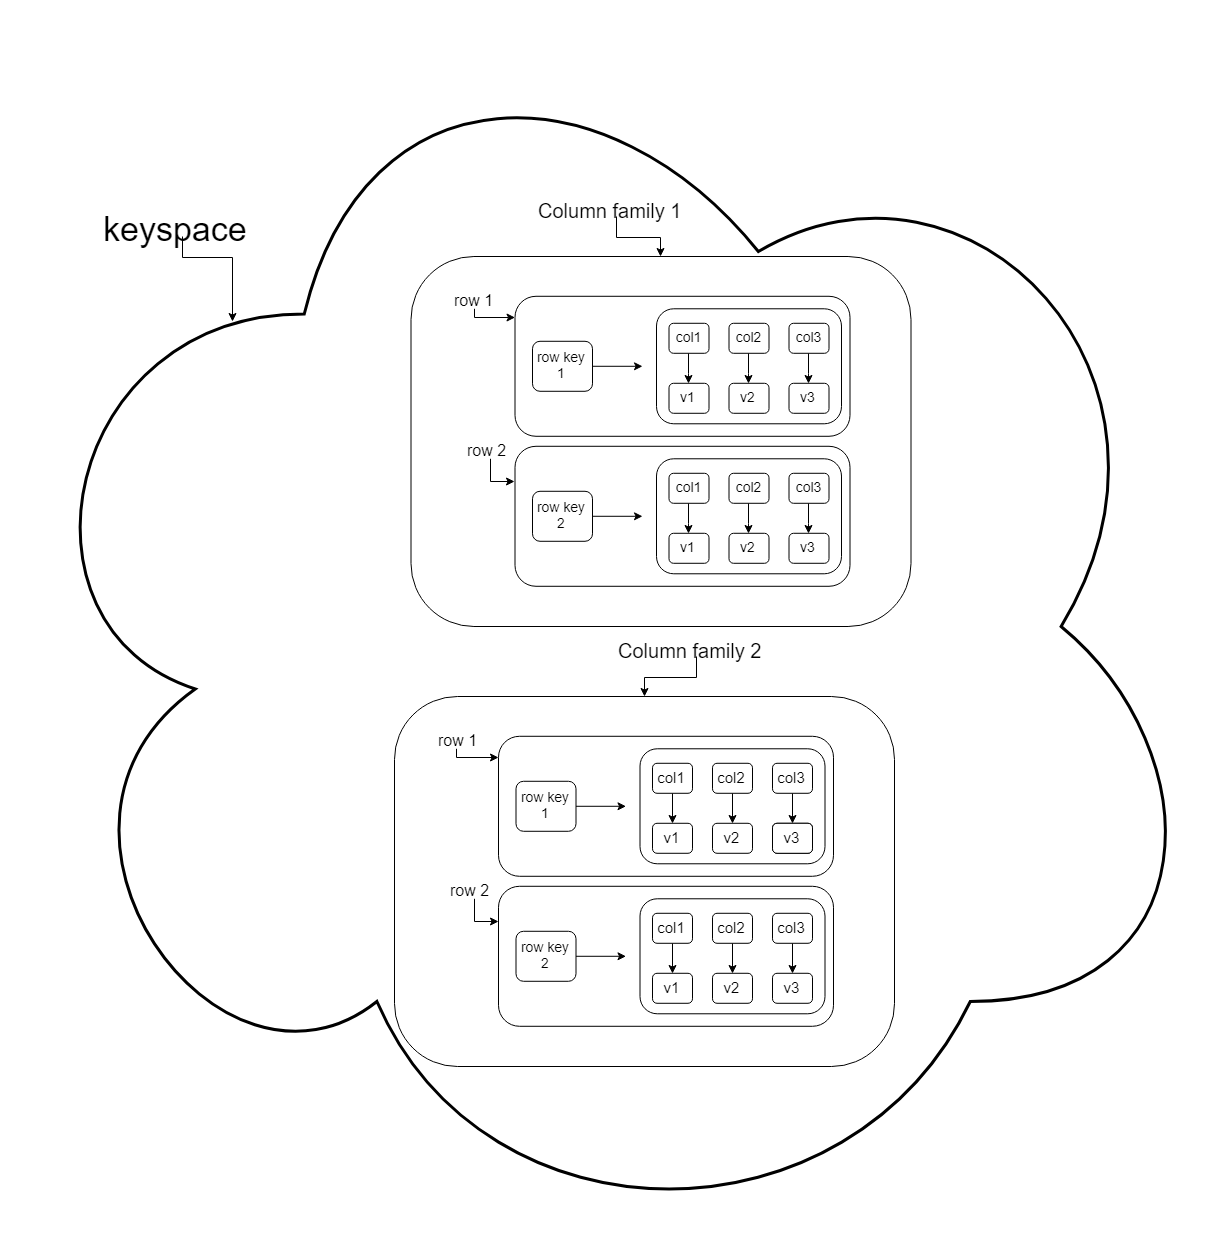 Column family 1
keyspace
row 1
col1 col2 col3
row key
1
v1 v2 v3
row 2
col1 col2 col3
row key
2
v1 v2 v3
Column family 2
row 1
col1 col2 col3
row key
1
v1 v2 v3
row 2
col1 col2 col3
row key
2
v1 v2 v3